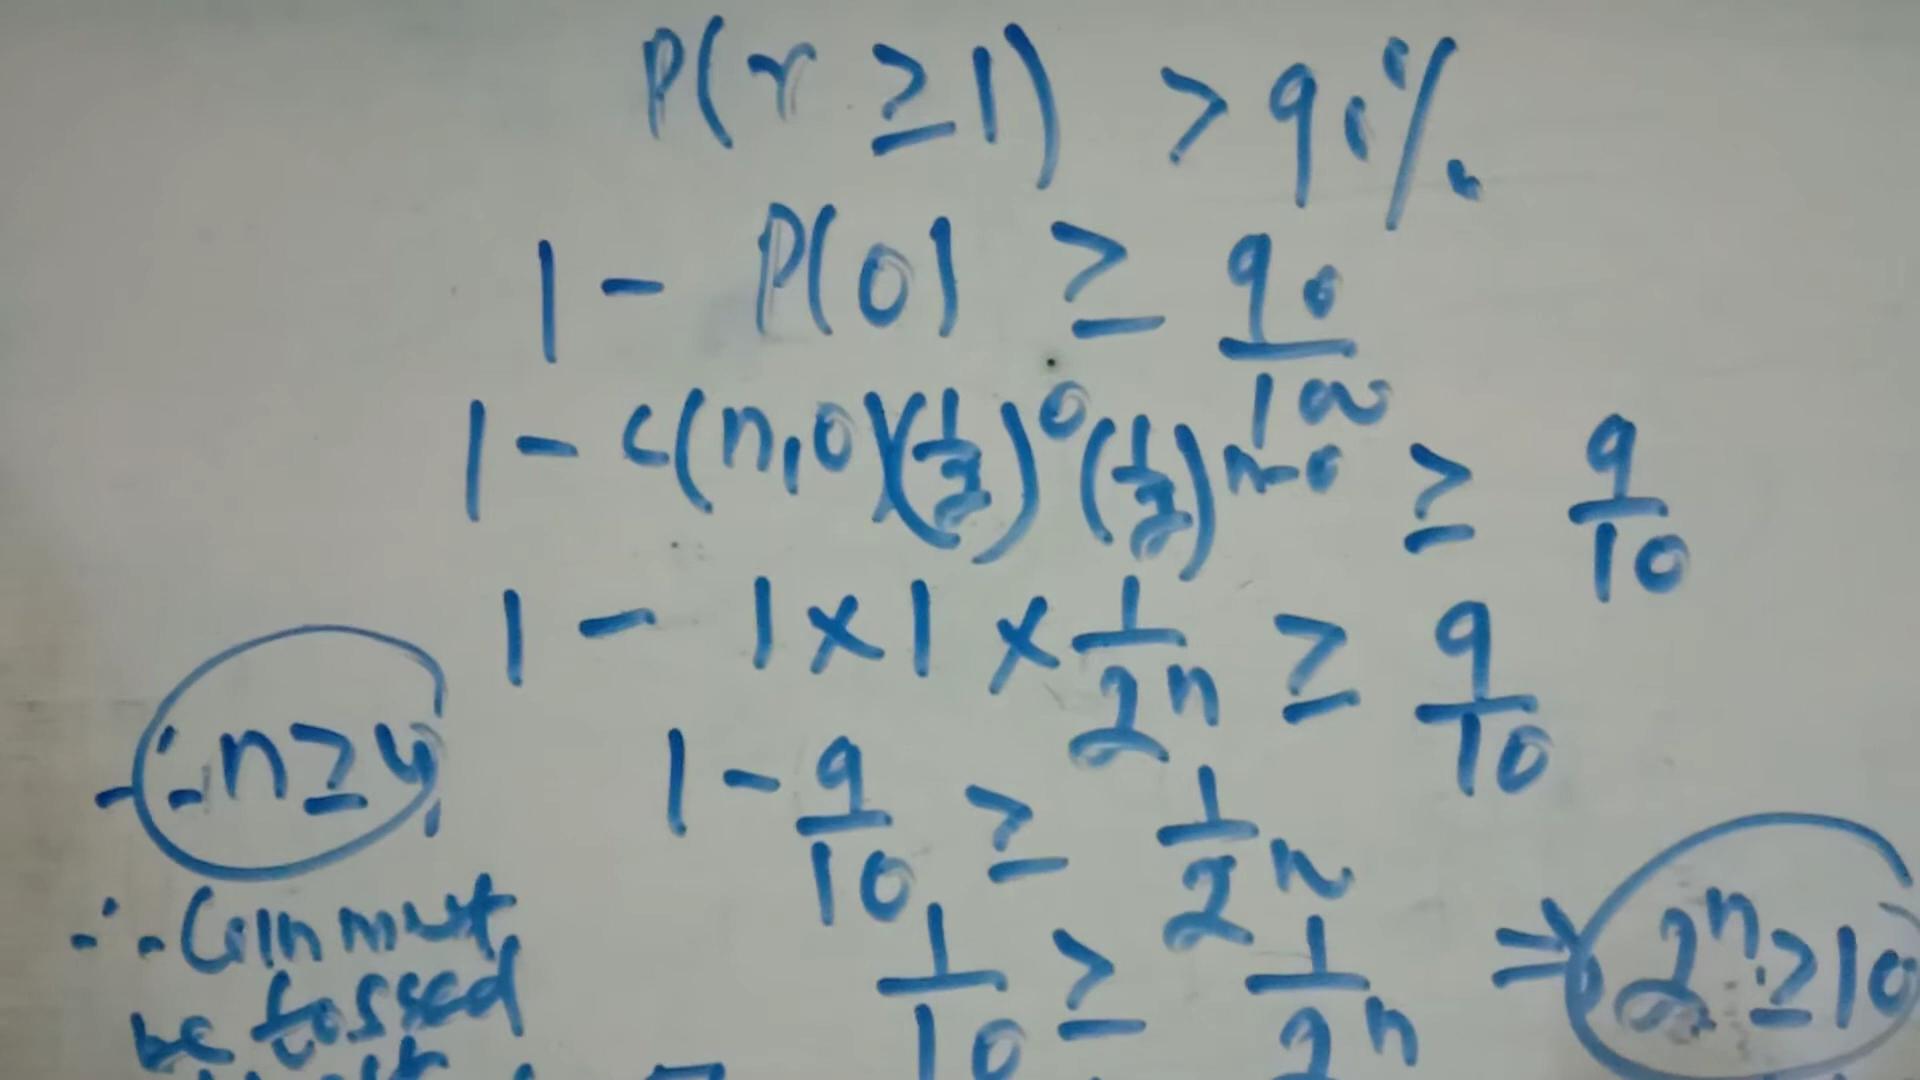 P(r ≥ 1) > 90%
1 - P(0) ≥ 90/100
1 - C(n,0)(1/2)^0 (1/2)^n-0 ≥ 9/10
1 - 1 x 1 x 1/2^n ≥ 9/10
1 - 9/10 ≥ 1/2^n
1/10 ≥ 1/2^n ⇒ 2^n ≥ 10
∴ n ≥ 4
∴ Coin must
be tossed